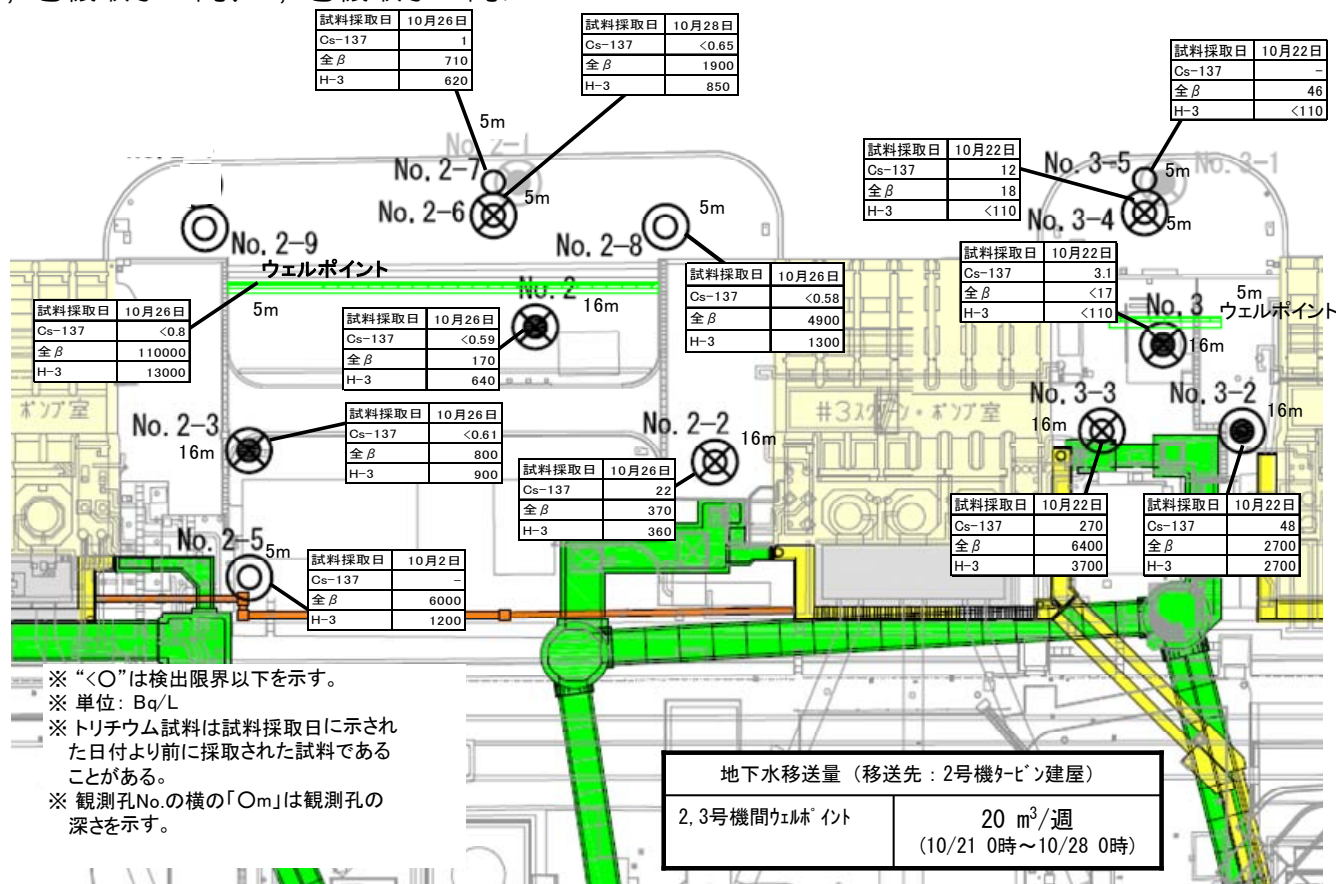 試料採取日 10月26日
Cs-137 1
全β 710
H-3 620
試料採取日 10月28日
Cs-137 <0.65
全β 1900
H-3 850
試料採取日 10月22日
Cs-137 -
全β 46
H-3 <110
試料採取日 10月22日
Cs-137 12
全β 18
H-3 <110
5m
No. 2-1
No. 2-7
No. 2-6
5m
No. 3-5
5m
No. 3-1
No. 3-4
5m
No. 2-9
No. 2-8
5m
ウェルポイント
5m
試料採取日 10月26日
Cs-137 <0.8
全β 110000
H-3 13000
No. 2
16m
試料採取日 10月26日
Cs-137 <0.59
全β 170
H-3 640
試料採取日 10月26日
Cs-137 <0.58
全β 4900
H-3 1300
試料採取日 10月22日
Cs-137 3.1
全β <17
H-3 <110
No. 3
16m
5m
ウェルポイント
ポンプ室
No. 2-3
16m
試料採取日 10月26日
Cs-137 <0.61
全β 800
H-3 900
No. 2-2
16m
#3スクリーン・ポンプ室
No. 3-3
16m
No. 3-2
16m
試料採取日 10月26日
Cs-137 22
全β 370
H-3 360
試料採取日 10月22日
Cs-137 270
全β 6400
H-3 3700
試料採取日 10月22日
Cs-137 48
全β 2700
H-3 2700
No. 2-5
5m
試料採取日 10月2日
Cs-137 -
全β 6000
H-3 1200
※ “<〇”は検出限界以下を示す。
※ 単位: Bq/L
※ トリチウム試料は試料採取日に示され
た日付より前に採取された試料である
ことがある。
※ 観測孔No.の横の「〇m」は観測孔の
深さを示す。
地下水移送量 (移送先:2号機タービン建屋)
2,3号機間ウェルポイント 20 m³/週
(10/21 0時～10/28 0時)